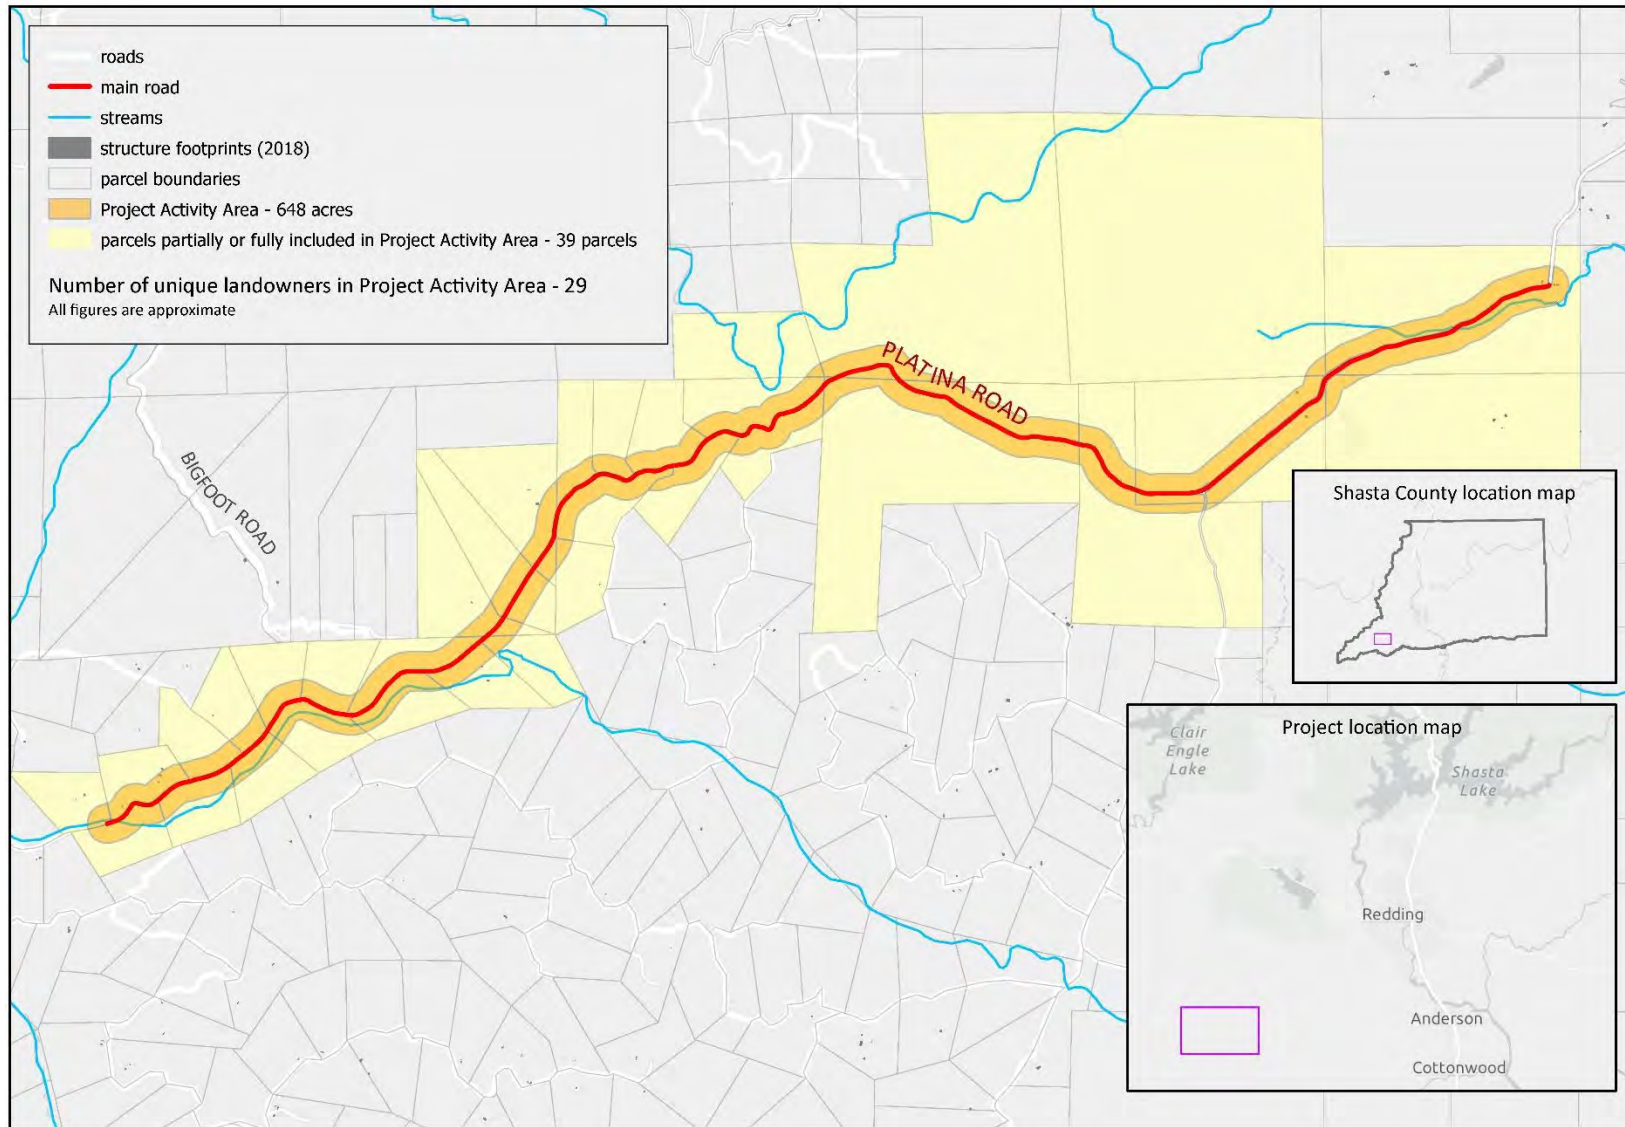 roads
main road
streams
structure footprints (2018)
parcel boundaries
Project Activity Area - 648 acres
parcels partially or fully included in Project Activity Area - 39 parcels
Number of unique landowners in Project Activity Area - 29
All figures are approximate
PLATINA ROAD
BIGFOOT ROAD
Shasta County location map
Project location map
Clair
Engle
Lake
Shasta
Lake
Redding
Anderson
Cottonwood